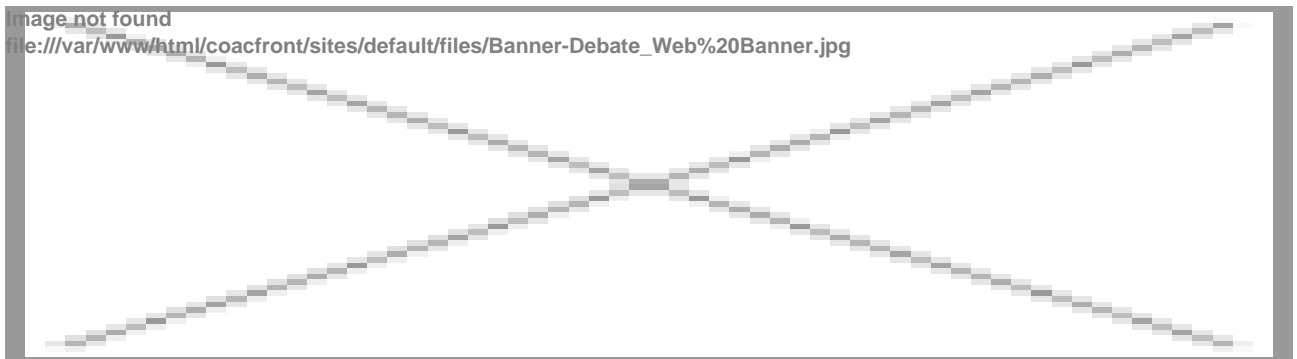 Image not found
file:///var/www/html/coacfront/sites/default/files/Banner-Debate_Web%20Banner.jpg